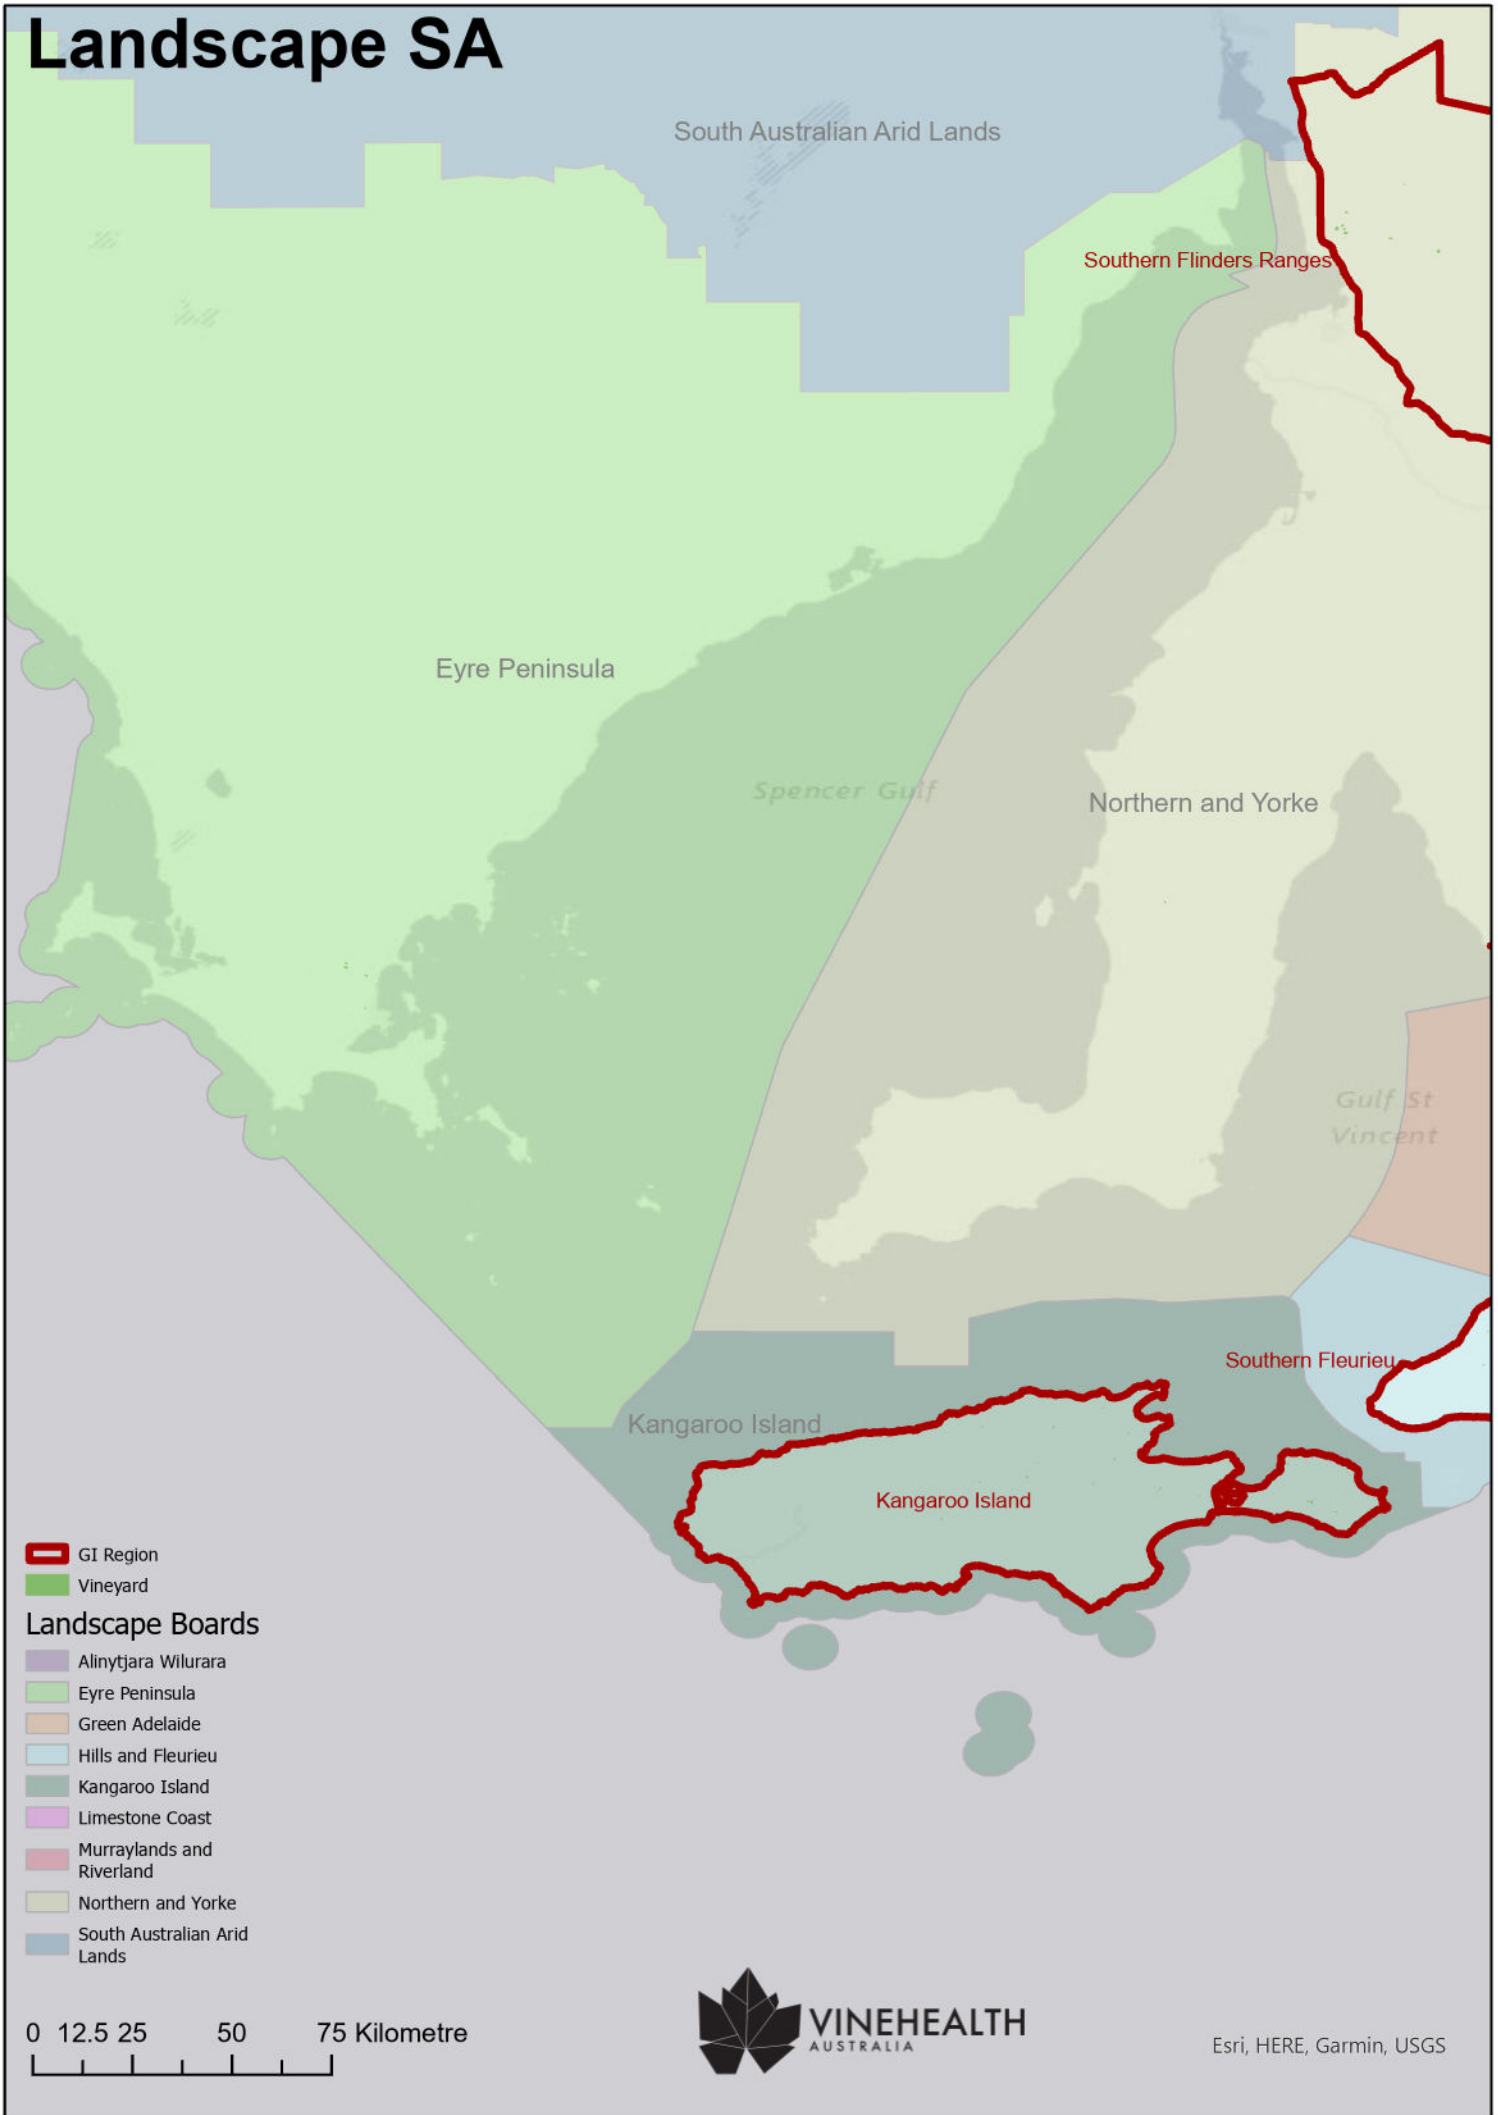 Landscape SA
South Australian Arid Lands
Southern Flinders Ranges
Eyre Peninsula
Spencer Gulf
Northern and Yorke
Gulf St
Vincent
Southern Fleurieu
Kangaroo Island
Kangaroo Island
GI Region
Vineyard
Landscape Boards
Alinytjara Wilurara
Eyre Peninsula
Green Adelaide
Hills and Fleurieu
Kangaroo Island
Limestone Coast
Murraylands and
Riverland
Northern and Yorke
South Australian Arid
Lands
0 12.5 25 50 75 Kilometre
VINEHEALTH
AUSTRALIA
Esri, HERE, Garmin, USGS